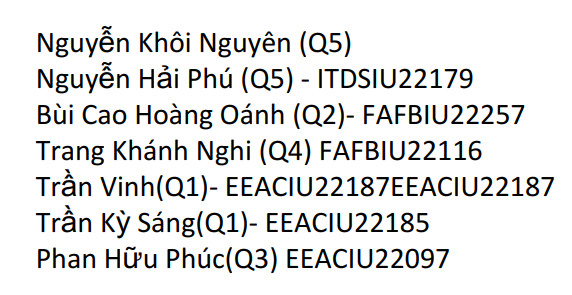 Nguyễn Khôi Nguyên (Q5)
Nguyễn Hải Phú (Q5) - ITDSIU22179
Bùi Cao Hoàng Oánh (Q2)- FAFBIU22257
Trang Khánh Nghi (Q4) FAFBIU22116
Trần Vinh(Q1)- EEACIU22187EEACIU22187
Trần Kỳ Sáng(Q1)- EEACIU22185
Phan Hữu Phúc(Q3) EEACIU22097